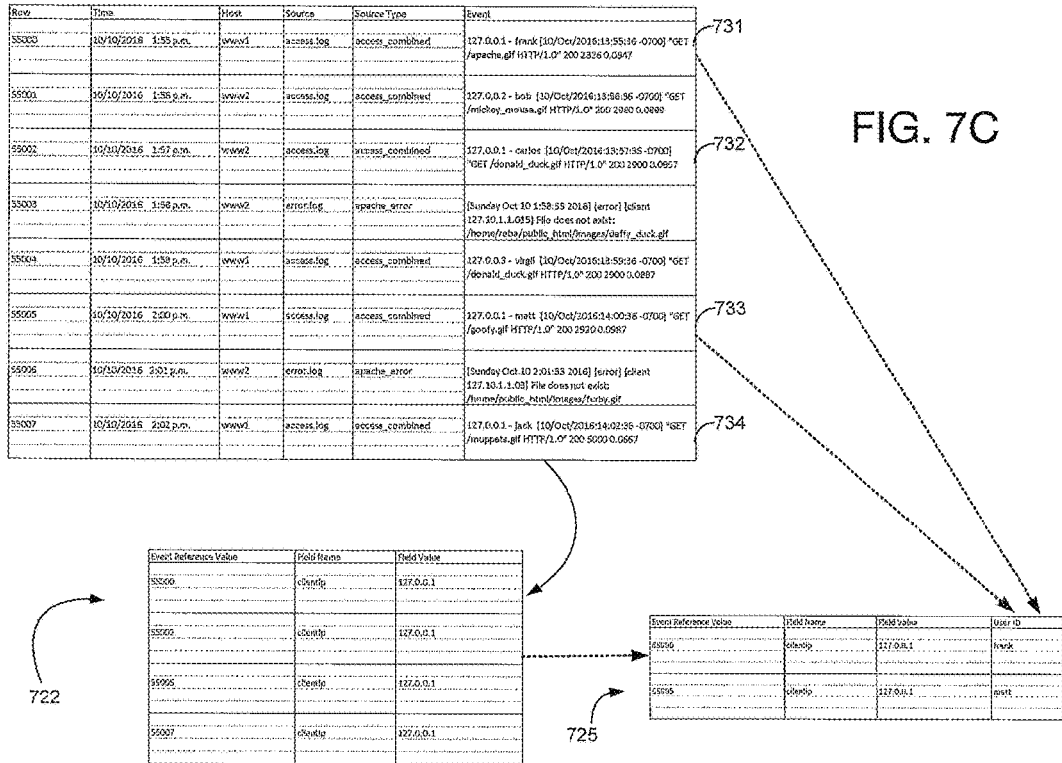 Row Time Host Source Source Type Event
55000 10/10/2016 1:55 p.m. www1 access.log access_combined 127.0.0.1 - frank [10/Oct/2016:13:55:36 -0700] "GET
/apache.gif HTTP/1.0" 200 2326 0.0947
731
55001 10/10/2016 1:56 p.m. www1 access.log access_combined 127.0.0.2 - bob [10/Oct/2016:13:56:36 -0700] "GET
/mickey_mouse.gif HTTP/1.0" 200 2980 0.0899
FIG. 7C
55002 10/10/2016 1:57 p.m. www2 access.log access_combined 127.0.0.1 - carlos [10/Oct/2016:13:57:36 -0700]
"GET /donald_duck.gif HTTP/1.0" 200 2900 0.0857
732
55003 10/10/2016 1:58 p.m. www2 error.log apache_error [Sunday Oct 10 1:58:55 2016] [error] [client
127.10.1.1.015] File does not exist:
/home/reba/public_html/images/daffy_duck.gif
55004 10/10/2016 1:59 p.m. www1 access.log access_combined 127.0.0.3 - virgil [10/Oct/2016:13:59:36 -0700] "GET
/donald_duck.gif HTTP/1.0" 200 2900 0.0887
55005 10/10/2016 2:00 p.m. www1 access.log access_combined 127.0.0.1 - matt [10/Oct/2016:14:00:36 -0700] "GET
/goofy.gif HTTP/1.0" 200 2920 0.0987
733
55006 10/10/2016 2:01 p.m. www2 error.log apache_error [Sunday Oct 10 2:01:33 2016] [error] [client
127.10.1.1.03] File does not exist:
/home/public_html/images/furby.gif
55007 10/10/2016 2:02 p.m. www1 access.log access_combined 127.0.0.1 - jack [10/Oct/2016:14:02:36 -0700] "GET
/muppets.gif HTTP/1.0" 200 5000 0.0667
734
Event Reference Value Field Name Field Value
55000 clientip 127.0.0.1
55002 clientip 127.0.0.1
55005 clientip 127.0.0.1
55007 clientip 127.0.0.1
722
Event Reference Value Field Name Field Value User ID
55000 clientip 127.0.0.1 frank
55005 clientip 127.0.0.1 matt
725